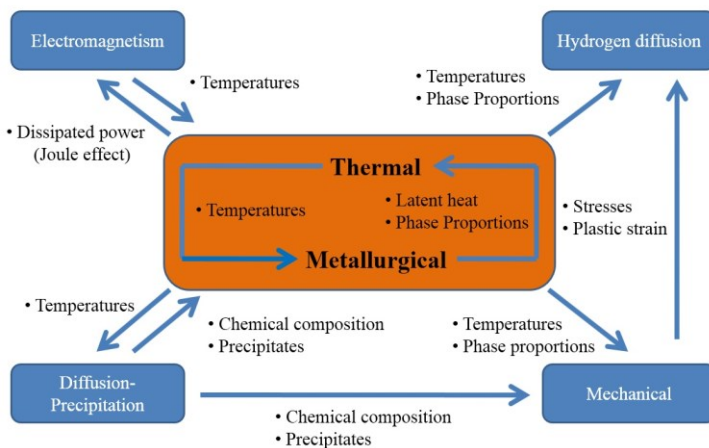 Electromagnetism
Hydrogen diffusion
• Temperatures
• Temperatures
• Phase Proportions
• Dissipated power
(Joule effect)
Thermal
• Temperatures
• Latent heat
• Phase Proportions
• Stresses
• Plastic strain
Metallurgical
• Temperatures
• Chemical composition
• Precipitates
• Temperatures
• Phase proportions
Diffusion-
Precipitation
Mechanical
• Chemical composition
• Precipitates